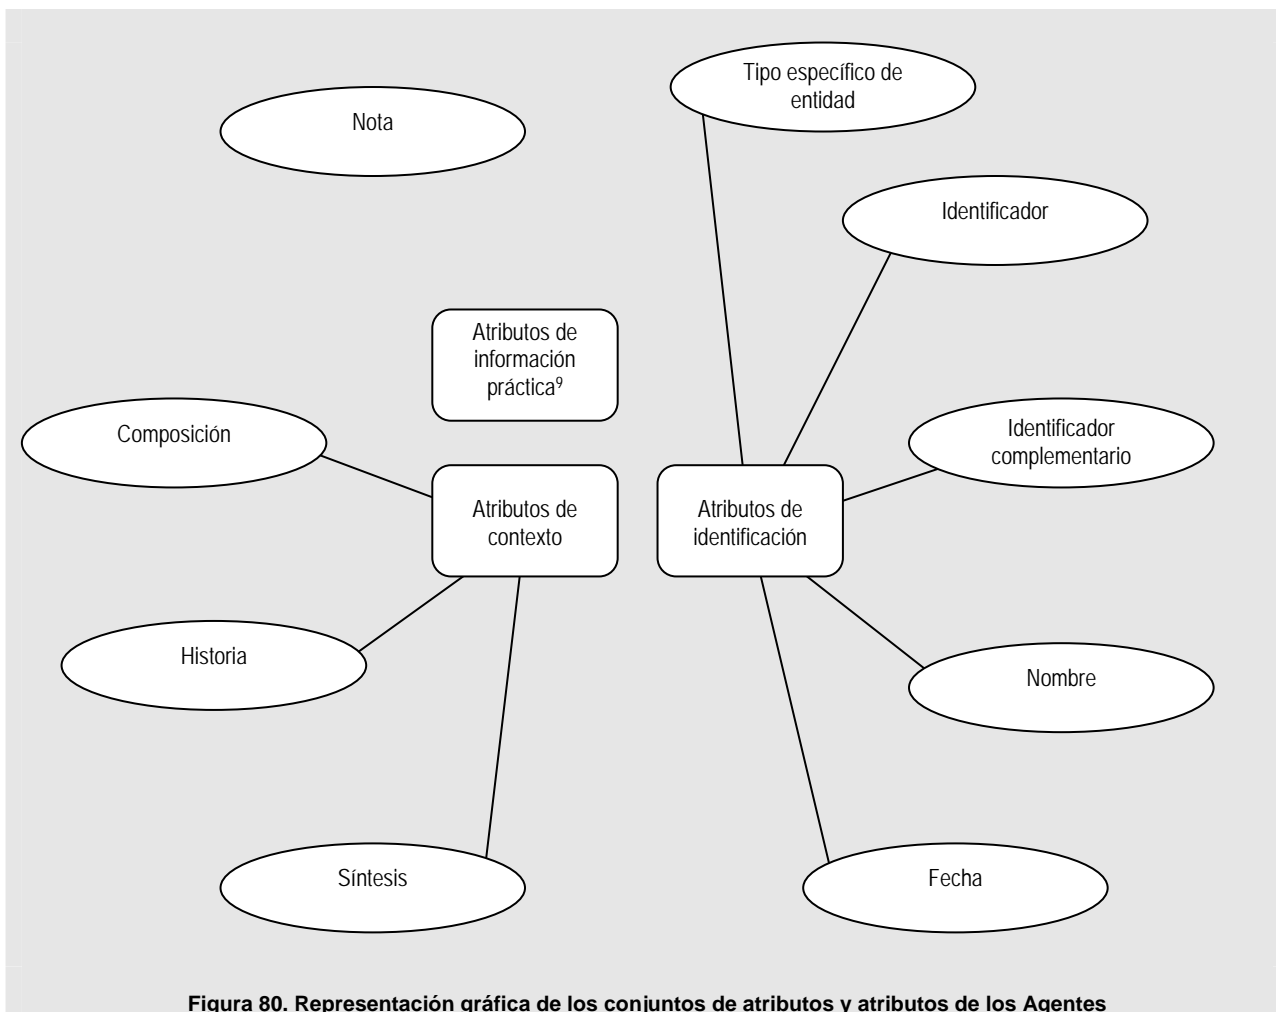 Tipo específico de
entidad
Nota
Identificador
Atributos de
información
práctica⁹
Composición
Identificador
complementario
Atributos de
contexto
Atributos de
identificación
Historia
Nombre
Síntesis
Fecha
Figura 80. Representación gráfica de los conjuntos de atributos y atributos de los Agentes